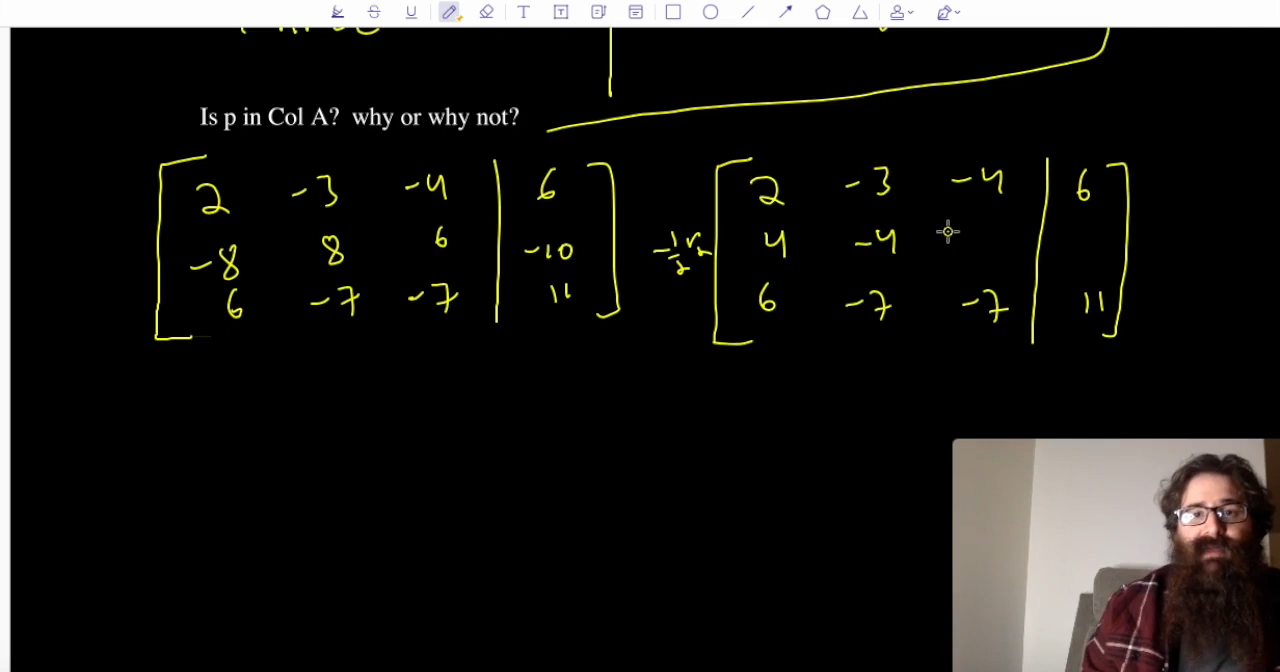 Is p in Col A? why or why not?
2 -3 -4 | 6 2 -3 -4 | 6
-8 8 6 | -10 -1/2 r2 4 -4
6 -7 -7 | 11 6 -7 -7 | 11